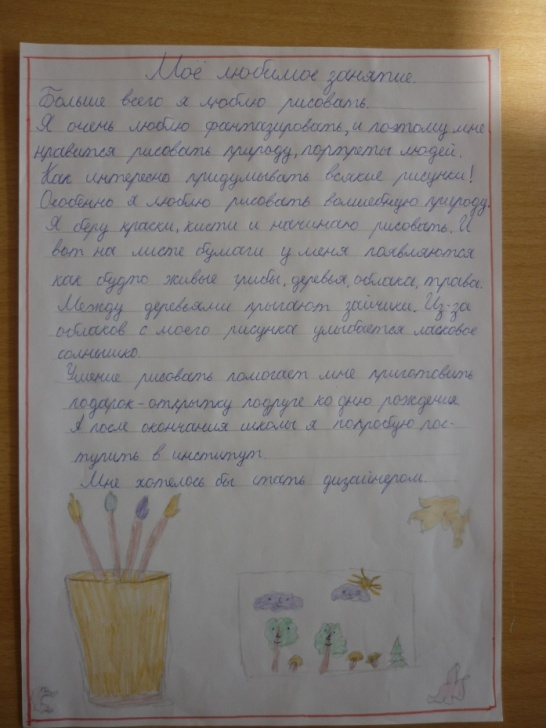 Моё любимое занятие.
Больше всего я люблю рисовать.
Я очень люблю фантазировать, и поэтому мне
нравится рисовать природу, портреты людей.
Как интересно придумывать всякие рисунки!
Особенно я люблю рисовать волшебную природу.
Я беру краски, кисти и начинаю рисовать. И
вот на листе бумаги у меня появляются
как будто живые грибы, деревья, облака, трава.
Между деревьями прыгают зайчики. Из-за
облаков с моего рисунка улыбается ласковое
солнышко.
Умение рисовать помогает мне приготовить
подарок-открытку подруге ко дню рождения
А после окончания школы я попробую пос-
тупить в институт.
Мне хотелось бы стать дизайнером.